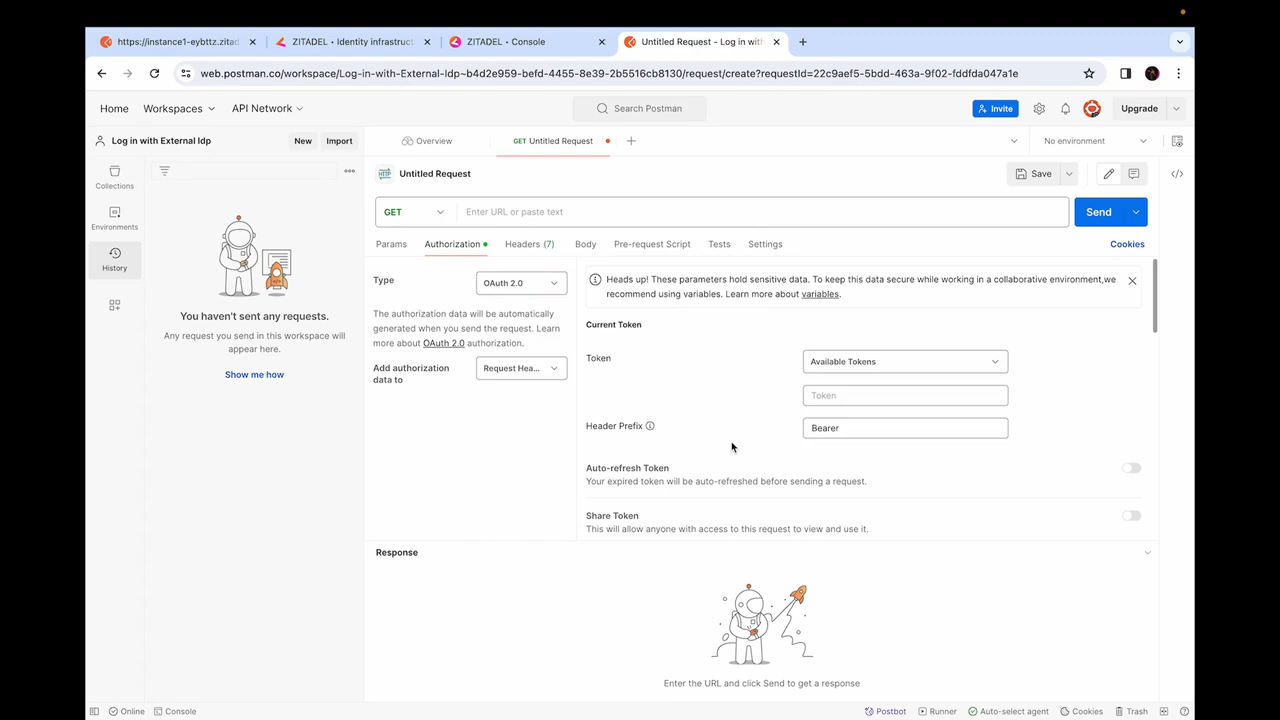 https://instance1-eybttz.zitad
ZITADEL • Identity infrastruct
ZITADEL • Console
Untitled Request - Log in with
web.postman.co/workspace/Log-in-with-External-Idp~b4d2e959-befd-4455-8e39-2b5516cb8130/request/create?requestId=22c9aef5-5bdd-463a-9f02-fddfda047a1e
Home
Workspaces
API Network
Search Postman
Invite
Upgrade
Log in with External Idp
New
Import
Overview
GET Untitled Request
No environment
Collections
Environments
History
You haven't sent any requests.
Any request you send in this workspace will
appear here.
Show me how
HTTP
Untitled Request
Save
GET
Enter URL or paste text
Send
Params
Authorization
Headers (7)
Body
Pre-request Script
Tests
Settings
Cookies
Type
OAuth 2.0
The authorization data will be automatically
generated when you send the request. Learn
more about OAuth 2.0 authorization.
Add authorization
data to
Request Hea...
Heads up! These parameters hold sensitive data. To keep this data secure while working in a collaborative environment,we
recommend using variables. Learn more about variables.
Current Token
Token
Available Tokens
Token
Header Prefix
Bearer
Auto-refresh Token
Your expired token will be auto-refreshed before sending a request.
Share Token
This will allow anyone with access to this request to view and use it.
Response
Enter the URL and click Send to get a response
Online
Console
Postbot
Runner
Auto-select agent
Cookies
Trash